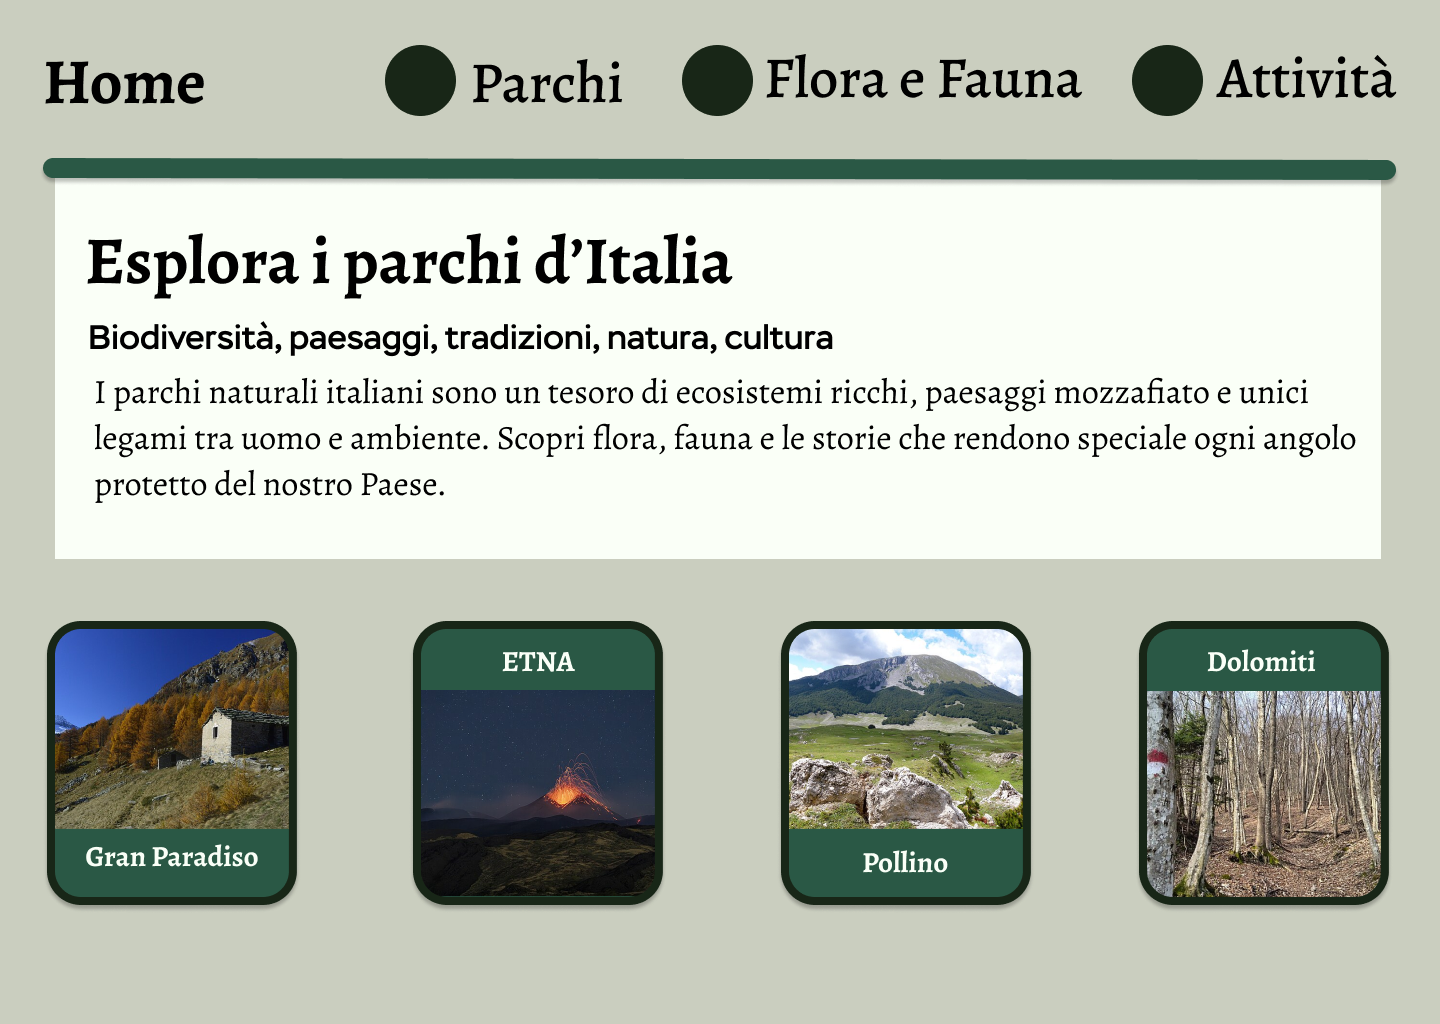 Home
Parchi
Flora e Fauna
Attività
Esplora i parchi d’Italia
Biodiversità, paesaggi, tradizioni, natura, cultura
I parchi naturali italiani sono un tesoro di ecosistemi ricchi, paesaggi mozzafiato e unici
legami tra uomo e ambiente. Scopri flora, fauna e le storie che rendono speciale ogni angolo
protetto del nostro Paese.
Gran Paradiso
ETNA
Pollino
Dolomiti